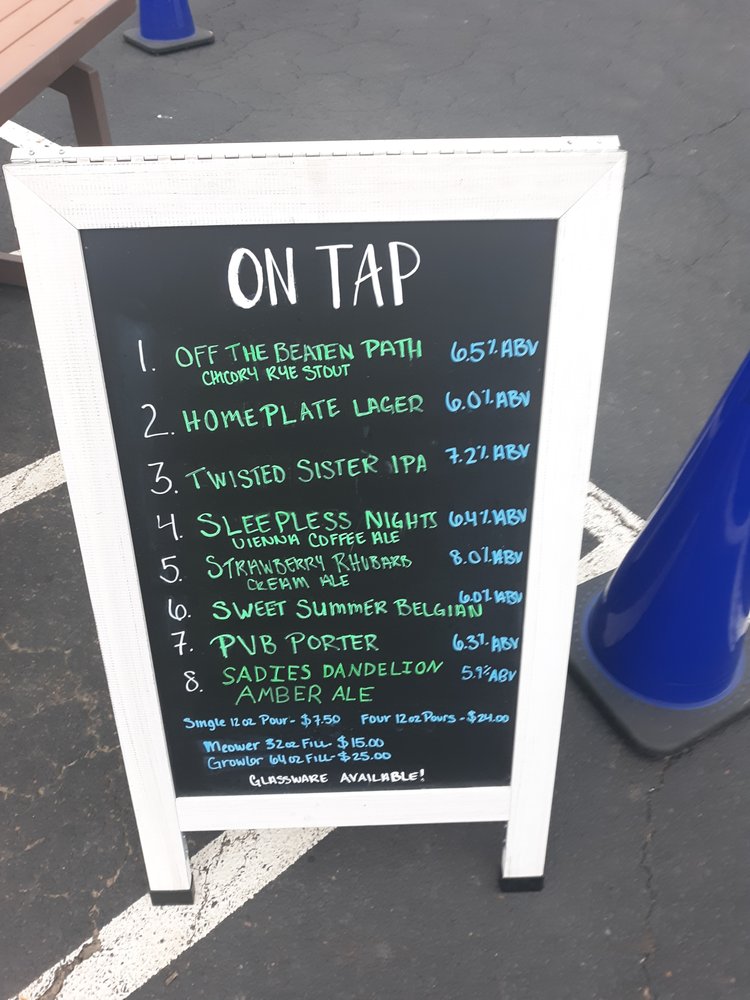 ON TAP
1. OFF THE BEATEN PATH 6.5% ABV
CHICORY RYE STOUT
2. HOMEPLATE LAGER 6.0% ABV
3. TWISTED SISTER IPA 7.2% ABV
4. SLEEPLESS NIGHTS 6.4% ABV
VIENNA COFFEE ALE
5. STRAWBERRY RHUBARB 8.0% ABV
CREAM ALE
6. SWEET SUMMER BELGIAN 6.0% ABV
7. PVB PORTER 6.3% ABV
8. SADIES DANDELION 5.9% ABV
AMBER ALE
Single 12oz Pour - $7.50 Four 12oz Pours - $24.00
Meower 32oz Fill - $15.00
Growler 64oz Fill - $25.00
GLASSWARE AVAILABLE!